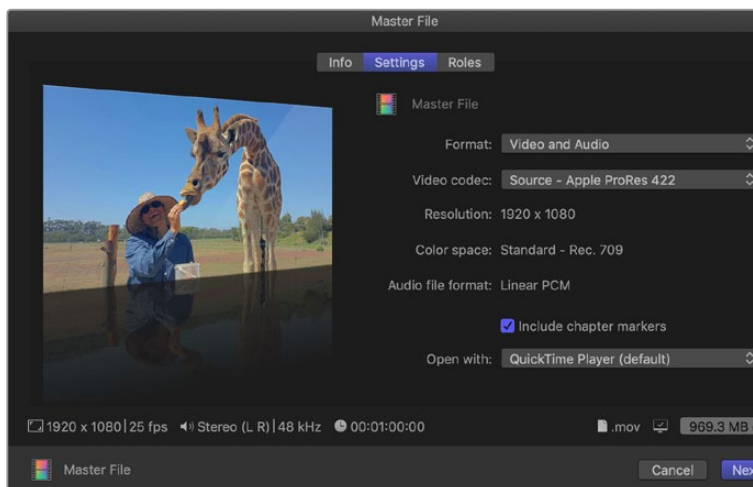 Master File
Info Settings Roles
Master File
Format: Video and Audio
Video codec: Source - Apple ProRes 422
Resolution: 1920 x 1080
Color space: Standard - Rec. 709
Audio file format: Linear PCM
Include chapter markers
Open with: QuickTime Player (default)
1920 x 1080 | 25 fps Stereo (L R) | 48 kHz 00:01:00:00 .mov 969.3 MB
Master File Cancel